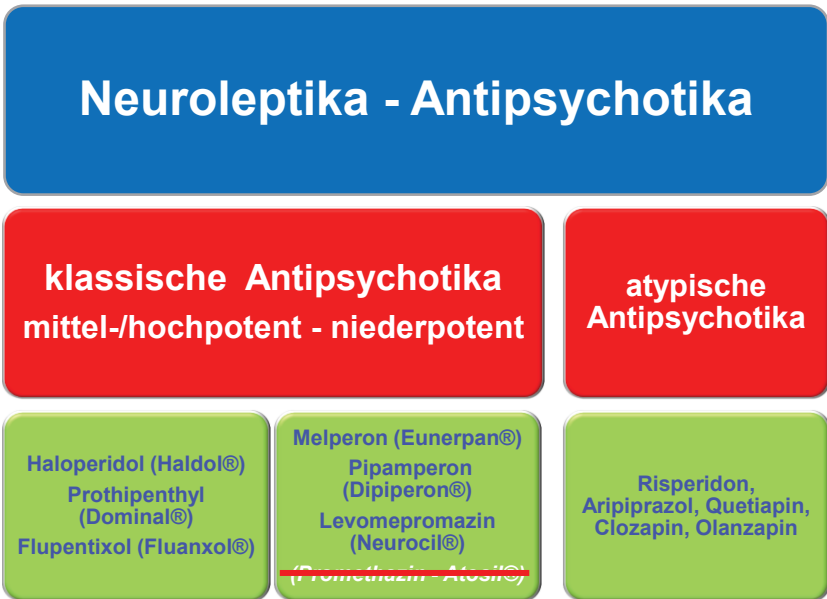 Neuroleptika - Antipsychotika
klassische Antipsychotika
mittel-/hochpotent - niederpotent
atypische
Antipsychotika
Haloperidol (Haldol®)
Prothipenthyl
(Dominal®)
Flupentixol (Fluanxol®)
Melperon (Eunerpan®)
Pipamperon
(Dipiperon®)
Levomepromazin
(Neurocil®)
(Promethazin - Atosil®)
Risperidon,
Aripiprazol, Quetiapin,
Clozapin, Olanzapin